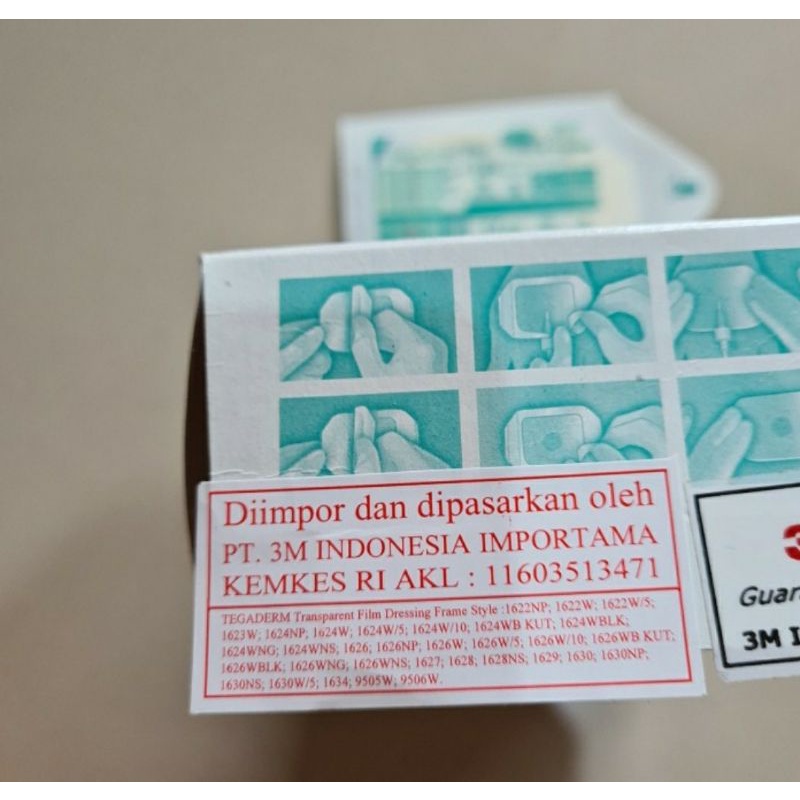 Diimpor dan dipasarkan oleh
PT. 3M INDONESIA IMPORTAMA
KEMKES RI AKL : 11603513471
TEGADERM Transparent Film Dressing Frame Style :1622NP; 1622W; 1622W/5;
1623W; 1624NP; 1624W; 1624W/5; 1624W/10; 1624WB KUT; 1624WBLK;
1624WNG; 1624WNS; 1626; 1626NP; 1626W; 1626W/5; 1626W/10; 1626WB KUT;
1626WBLK; 1626WNG; 1626WNS; 1627; 1628; 1628NS; 1629; 1630; 1630NP;
1630NS; 1630W/5; 1634; 9505W, 9506W.
3M